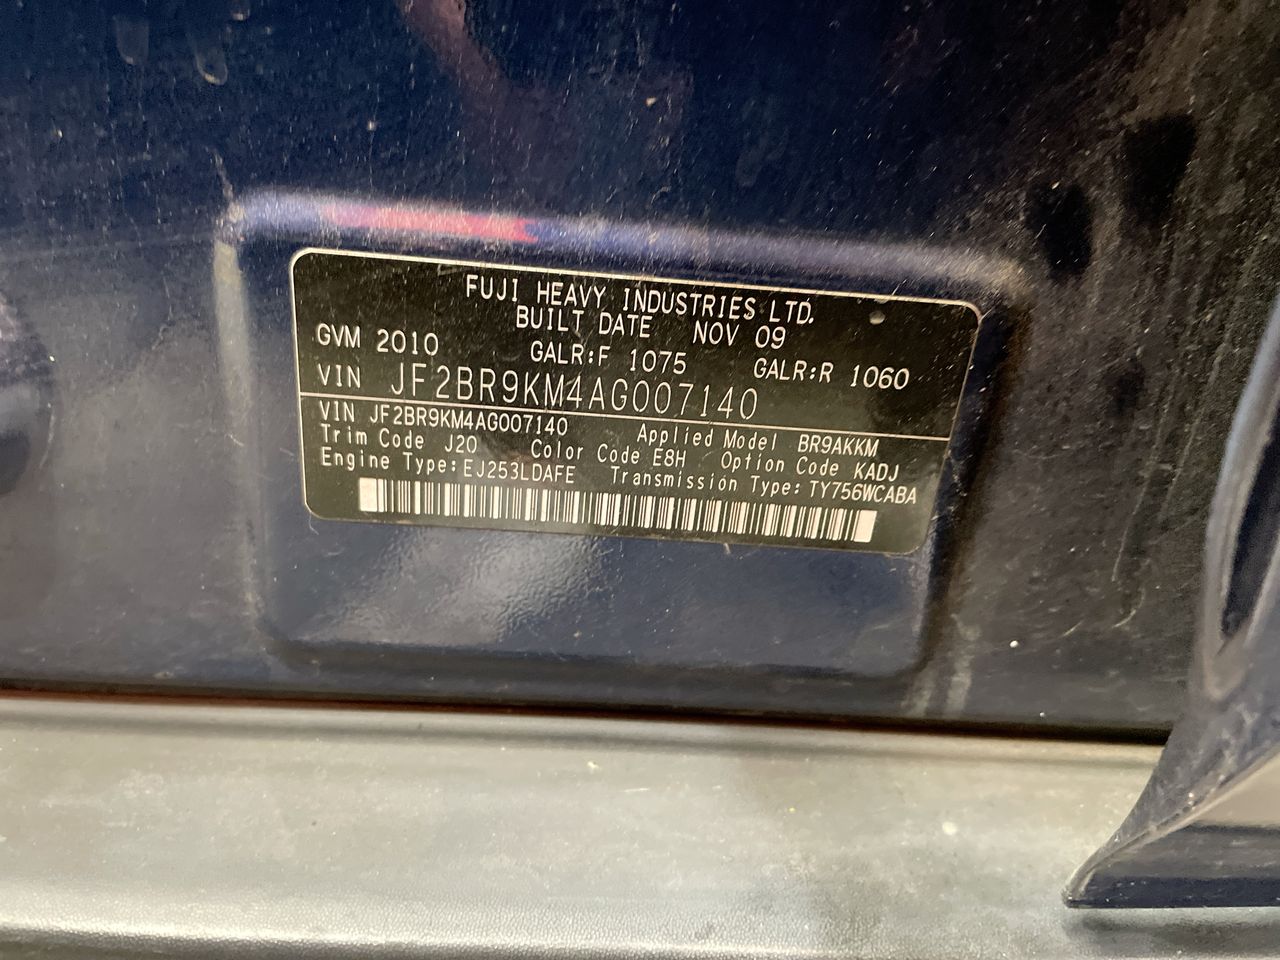 FUJI HEAVY INDUSTRIES LTD.
BUILT DATE NOV 09
GVM 2010 GALR:F 1075 GALR:R 1060
VIN JF2BR9KM4AG007140
VIN JF2BR9KM4AG007140 Applied Model BR9AKKM
Trim Code J20 Color Code E8H Option Code KADJ
Engine Type:EJ253LDAFE Transmission Type:TY756WCABA